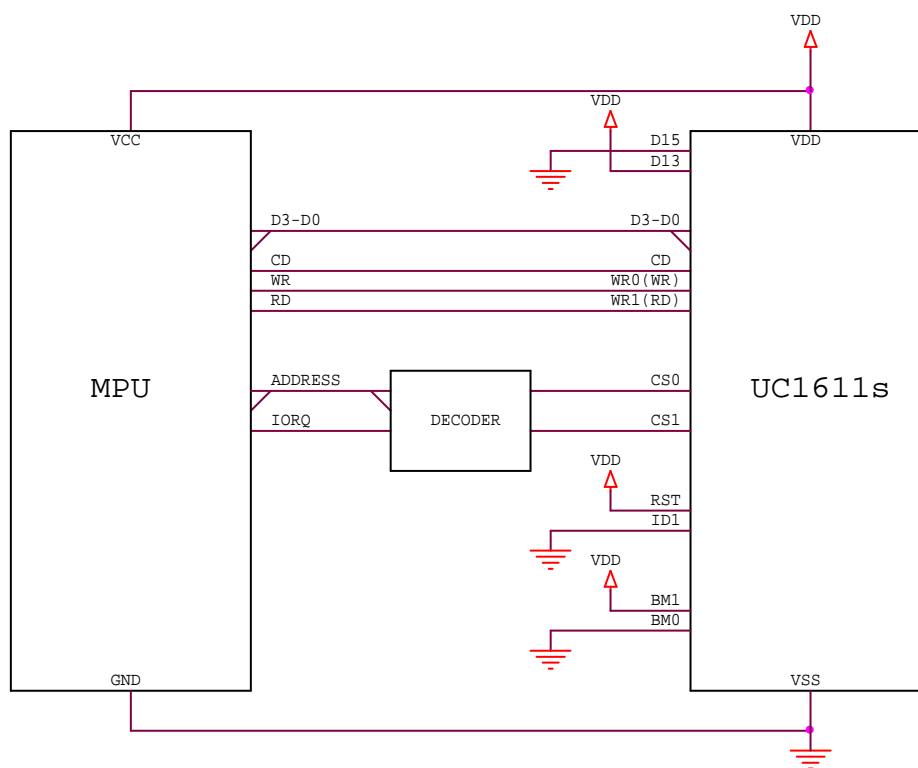 VDD
VDD
VCC
D15
VDD
D13
D3-D0
D3-D0
CD
CD
WR
WR0(WR)
RD
WR1(RD)
ADDRESS
CS0
MPU
UC1611s
IORQ
DECODER
CS1
VDD
RST
ID1
VDD
BM1
BM0
GND
VSS